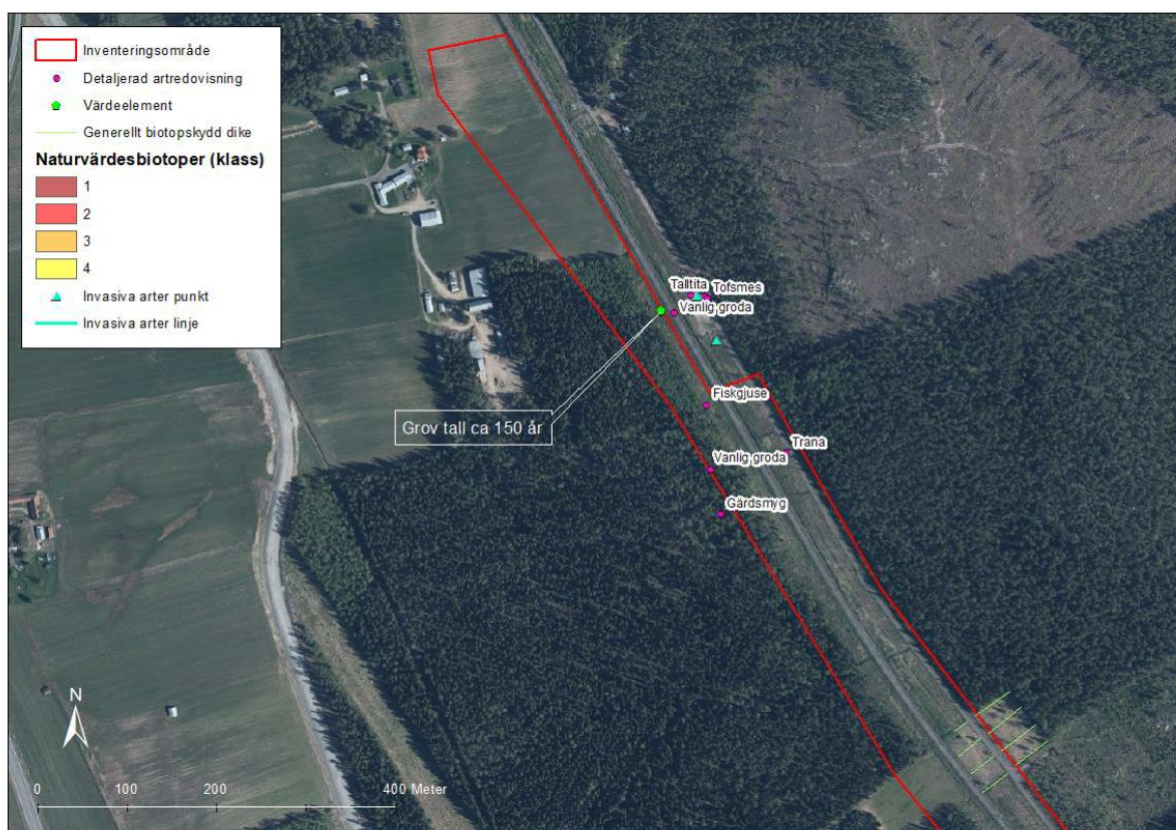 Inventeringsområde
Detaljerad artredovisning
Värdeelement
Generellt biotopskydd dike
Naturvärdesbiotoper (klass)
1
2
3
4
Invasiva arter punkt
Invasiva arter linje
Talltita
Tofsmes
Vanlig groda
Fiskgjuse
Grov tall ca 150 år
Trana
Vanlig groda
Gärdsmyg
N
0 100 200 400 Meter